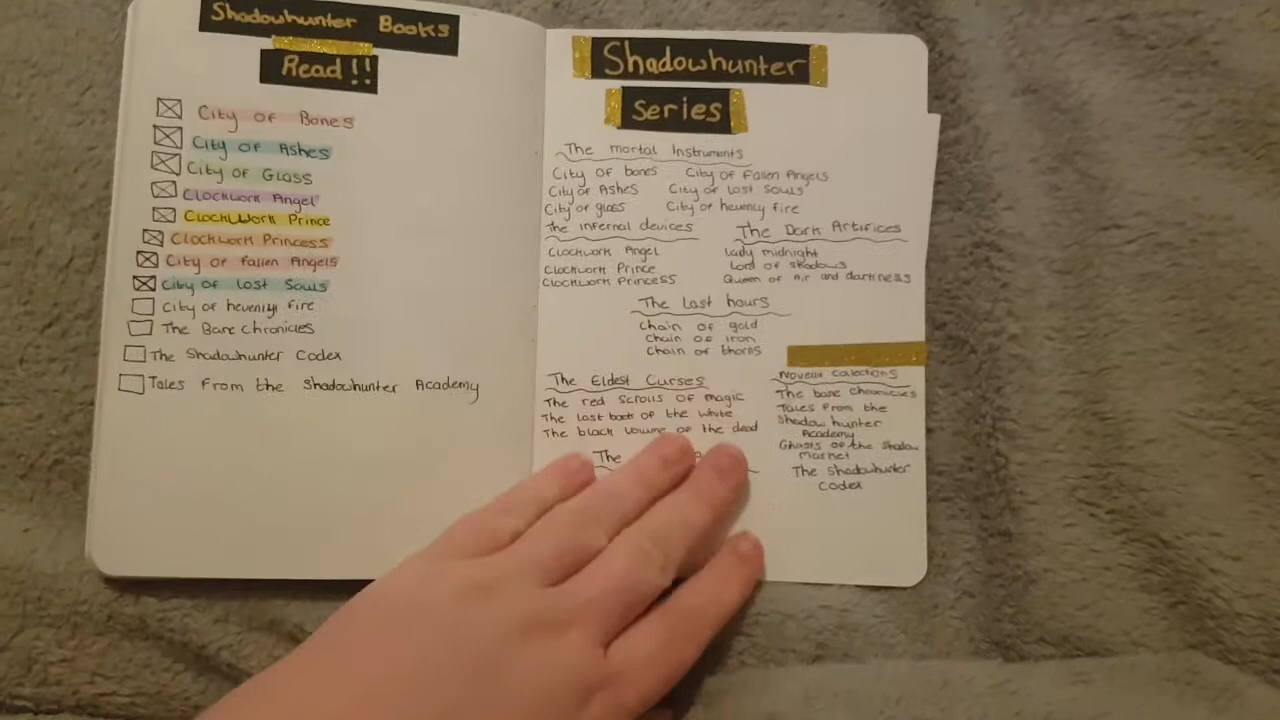 Shadowhunter Books
Read!!
City of Bones
City of Ashes
City of Glass
Clockwork Angel
Clockwork Prince
Clockwork Princess
City of Fallen Angels
City of Lost Souls
City of hevenly fire
The Bane Chronicles
The Shadowhunter Codex
Tales From the Shadowhunter Academy
Shadowhunter
Series
The mortal Instruments
City of bones City of Fallen Angels
City of Ashes City of Lost Souls
City of glass City of hevenly fire
The infernal devices The Dark Artifices
Clockwork Angel Lady midnight
Clockwork Prince Lord of shadows
Clockwork Princess Queen of Air and darkness
The last hours
Chain of gold
Chain of iron
Chain of thorns
The Eldest Curses
The red scrolls of magic
The lost book of the white
The black volume of the dead
The
Novella Collections
The bane chronicles
Tales from the
Shadow hunter
Academy
Ghosts of the Shadow
Market
The Shadowhunter
Codex